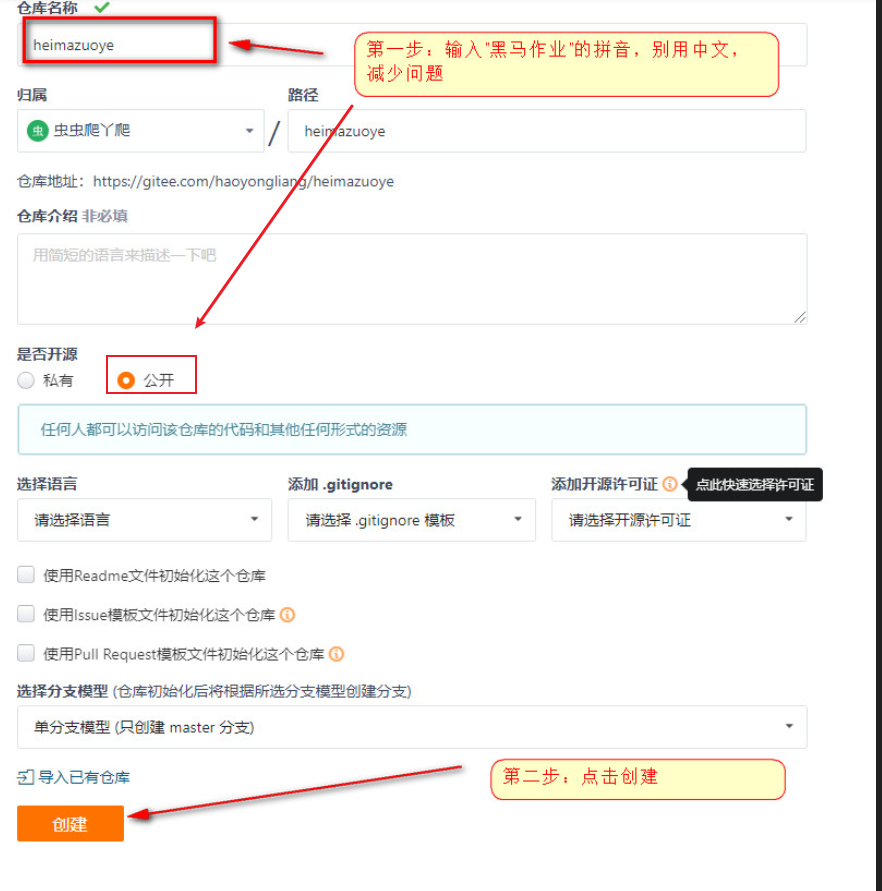 仓库名称
heimazuoye
第一步：输入"黑马作业"的拼音，别用中文，
减少问题
归属
路径
虫 虫虫爬丫爬
/
heimazuoye
仓库地址：https://gitee.com/haoyongliang/heimazuoye
仓库介绍 非必填
用简短的语言来描述一下吧
是否开源
私有
公开
任何人都可以访问该仓库的代码和其他任何形式的资源
选择语言
添加 .gitignore
添加开源许可证
点此快速选择许可证
请选择语言
请选择 .gitignore 模板
请选择开源许可证
使用Readme文件初始化这个仓库
使用Issue模板文件初始化这个仓库
使用Pull Request模板文件初始化这个仓库
选择分支模型 (仓库初始化后将根据所选分支模型创建分支)
单分支模型 (只创建 master 分支)
导入已有仓库
第二步：点击创建
创建